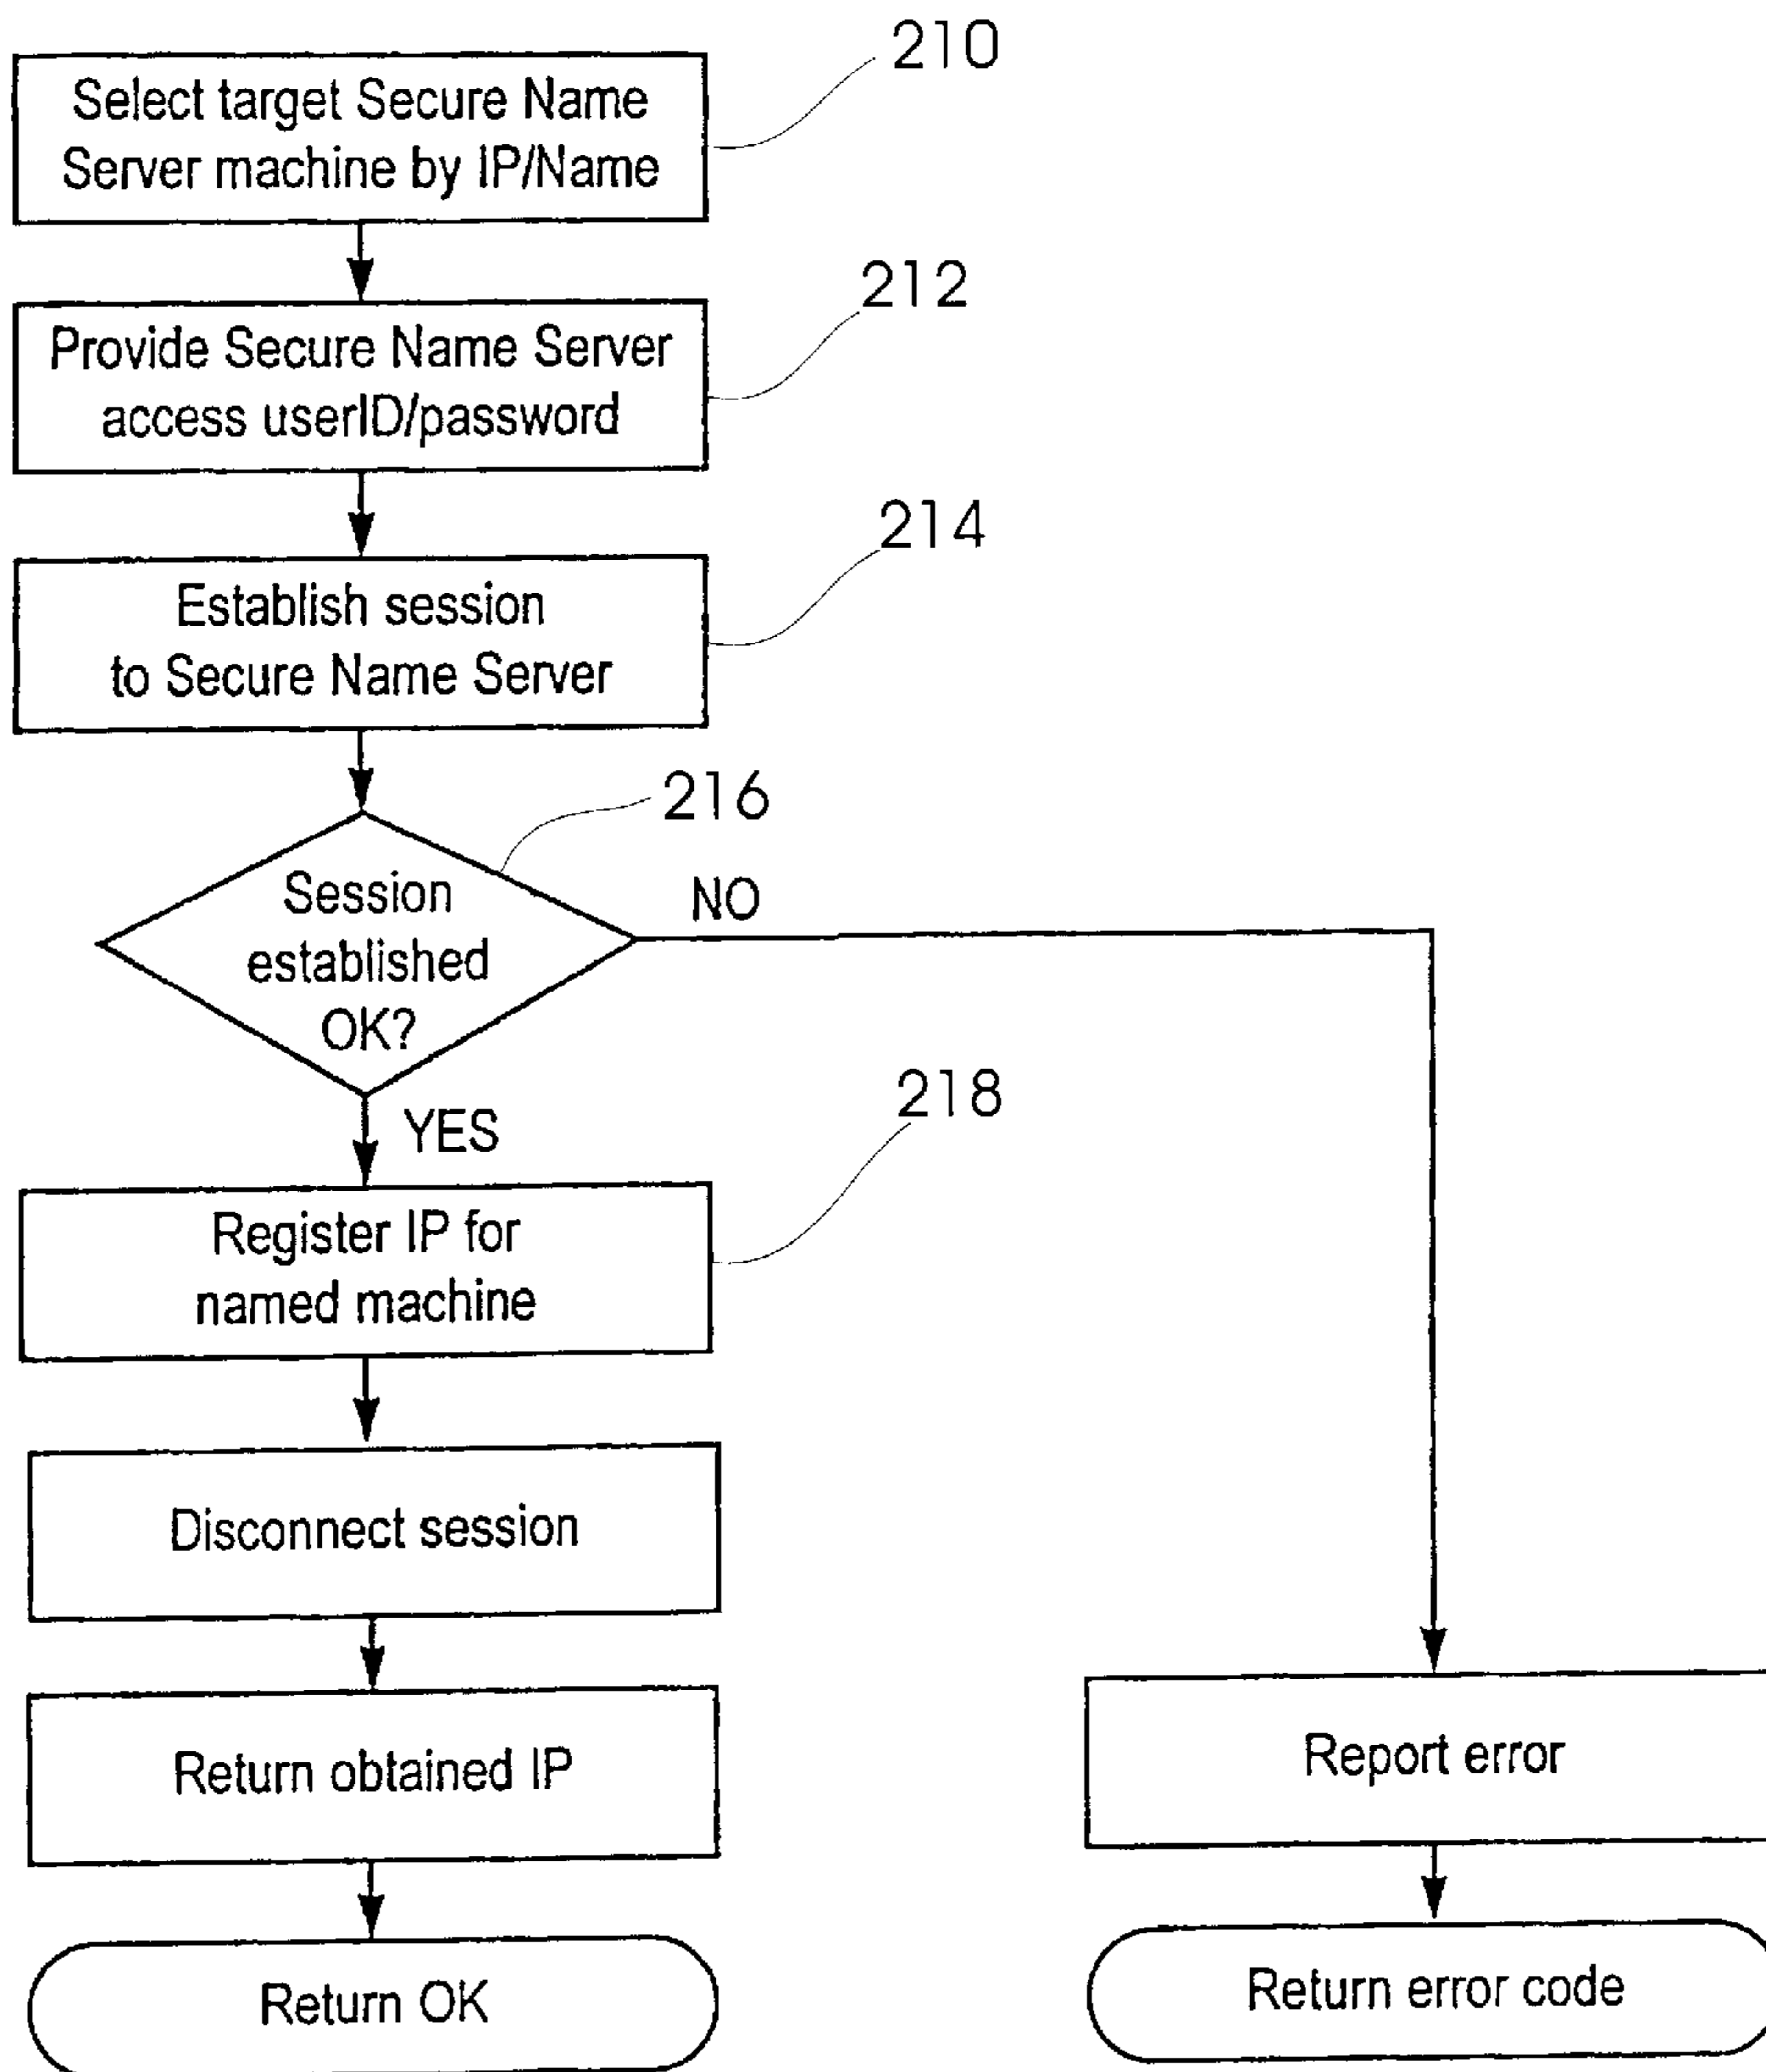 210
Select target Secure Name
Server machine by IP/Name
212
Provide Secure Name Server
access userID/password
214
Establish session
to Secure Name Server
216
Session
established
OK?
NO
YES
218
Register IP for
named machine
Disconnect session
Return obtained IP
Report error
Return OK
Return error code